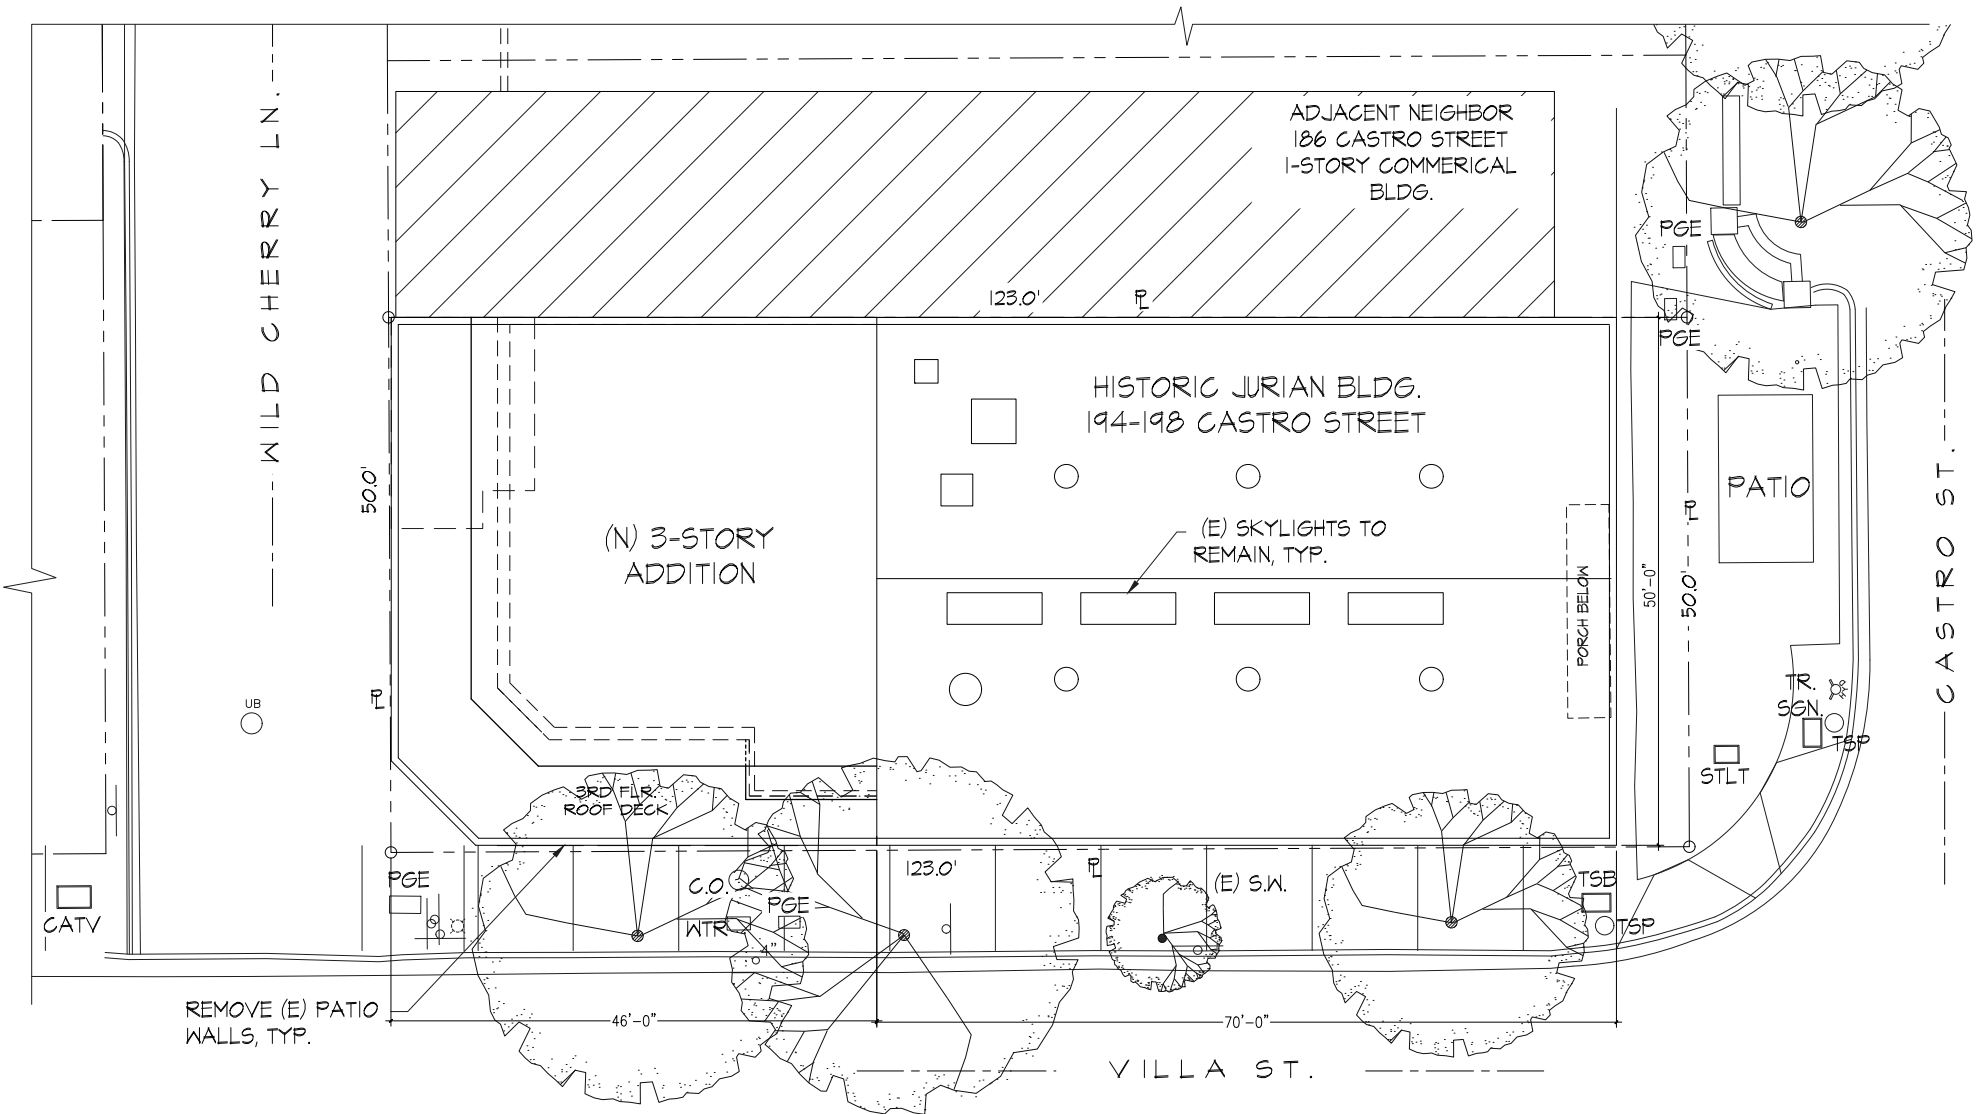 ADJACENT NEIGHBOR
186 CASTRO STREET
1-STORY COMMERICAL
BLDG.
WILD CHERRY LN.
PGE
PGE
123.0'
PL
HISTORIC JURIAN BLDG.
194-198 CASTRO STREET
50.0'
PL
(N) 3-STORY
ADDITION
(E) SKYLIGHTS TO
REMAIN, TYP.
PORCH BELOW
50'-0"
50.0'
PL
PATIO
CASTRO ST.
UB
TR.
SGN.
TSP
STLT
3RD FLR.
ROOF DECK
PGE
C.O.
123.0'
PL
(E) S.W.
TSB
TSP
PGE
WTR
4"
CATV
REMOVE (E) PATIO
WALLS, TYP.
46'-0"
70'-0"
VILLA ST.